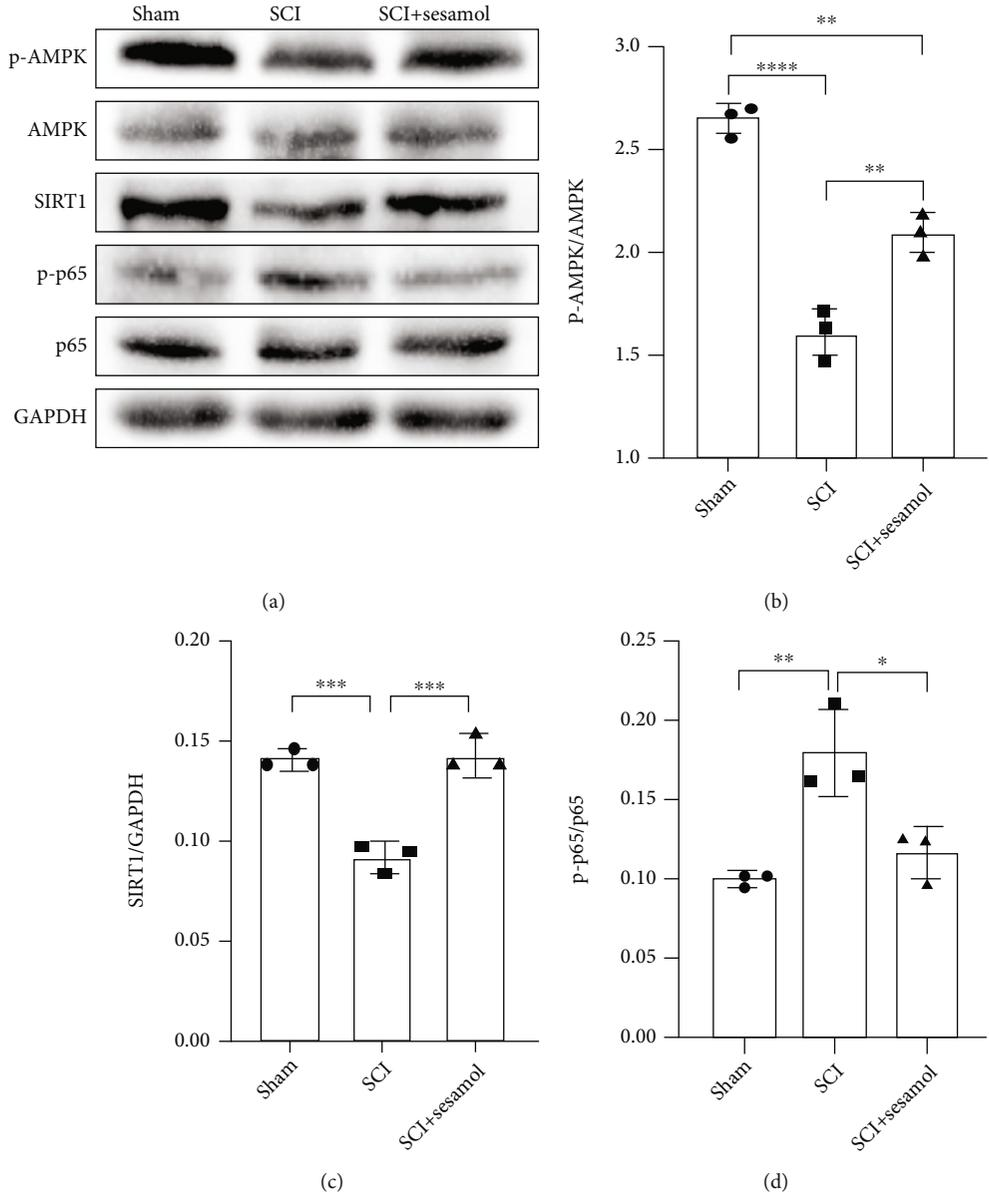 Sham SCI SCI+sesamol
p-AMPK
AMPK
SIRT1
p-p65
p65
GAPDH
(a)
P-AMPK/AMPK
3.0
2.5
2.0
1.5
1.0
**
****
**
Sham
SCI
SCI+sesamol
(b)
SIRT1/GAPDH
0.20
0.15
0.10
0.05
0.00
*** ***
Sham
SCI
SCI+sesamol
(c)
p-p65/p65
0.25
0.20
0.15
0.10
0.05
0.00
** *
Sham
SCI
SCI+sesamol
(d)